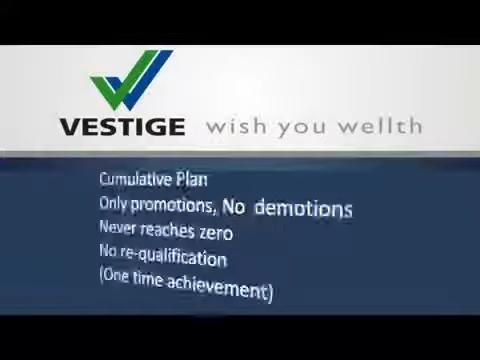 VESTIGE wish you wellth
Cumulative Plan
Only promotions, No demotions
Never reaches zero
No re-qualification
(One time achievement)